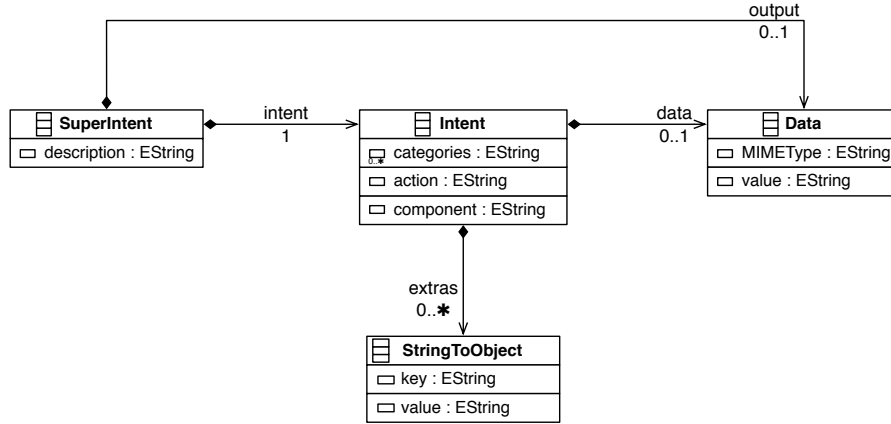 output
0..1
SuperIntent
description : EString
intent
1
Intent
0..*
categories : EString
action : EString
component : EString
data
0..1
Data
MIMEType : EString
value : EString
extras
0..*
StringToObject
key : EString
value : EString